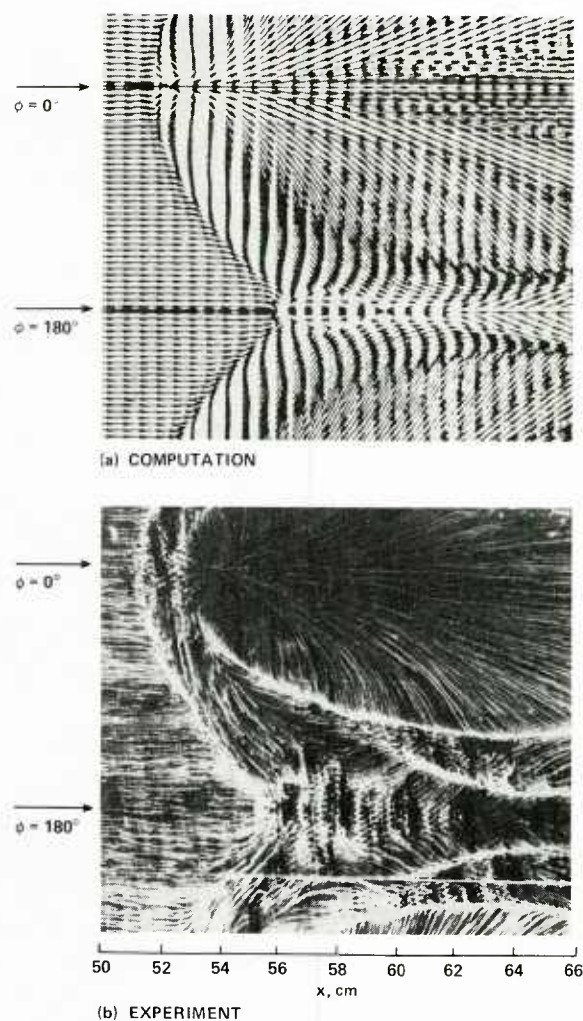 φ = 0°
φ = 180°
(a) COMPUTATION
φ = 0°
φ = 180°
50 52 54 56 58 60 62 64 66
x, cm
(b) EXPERIMENT